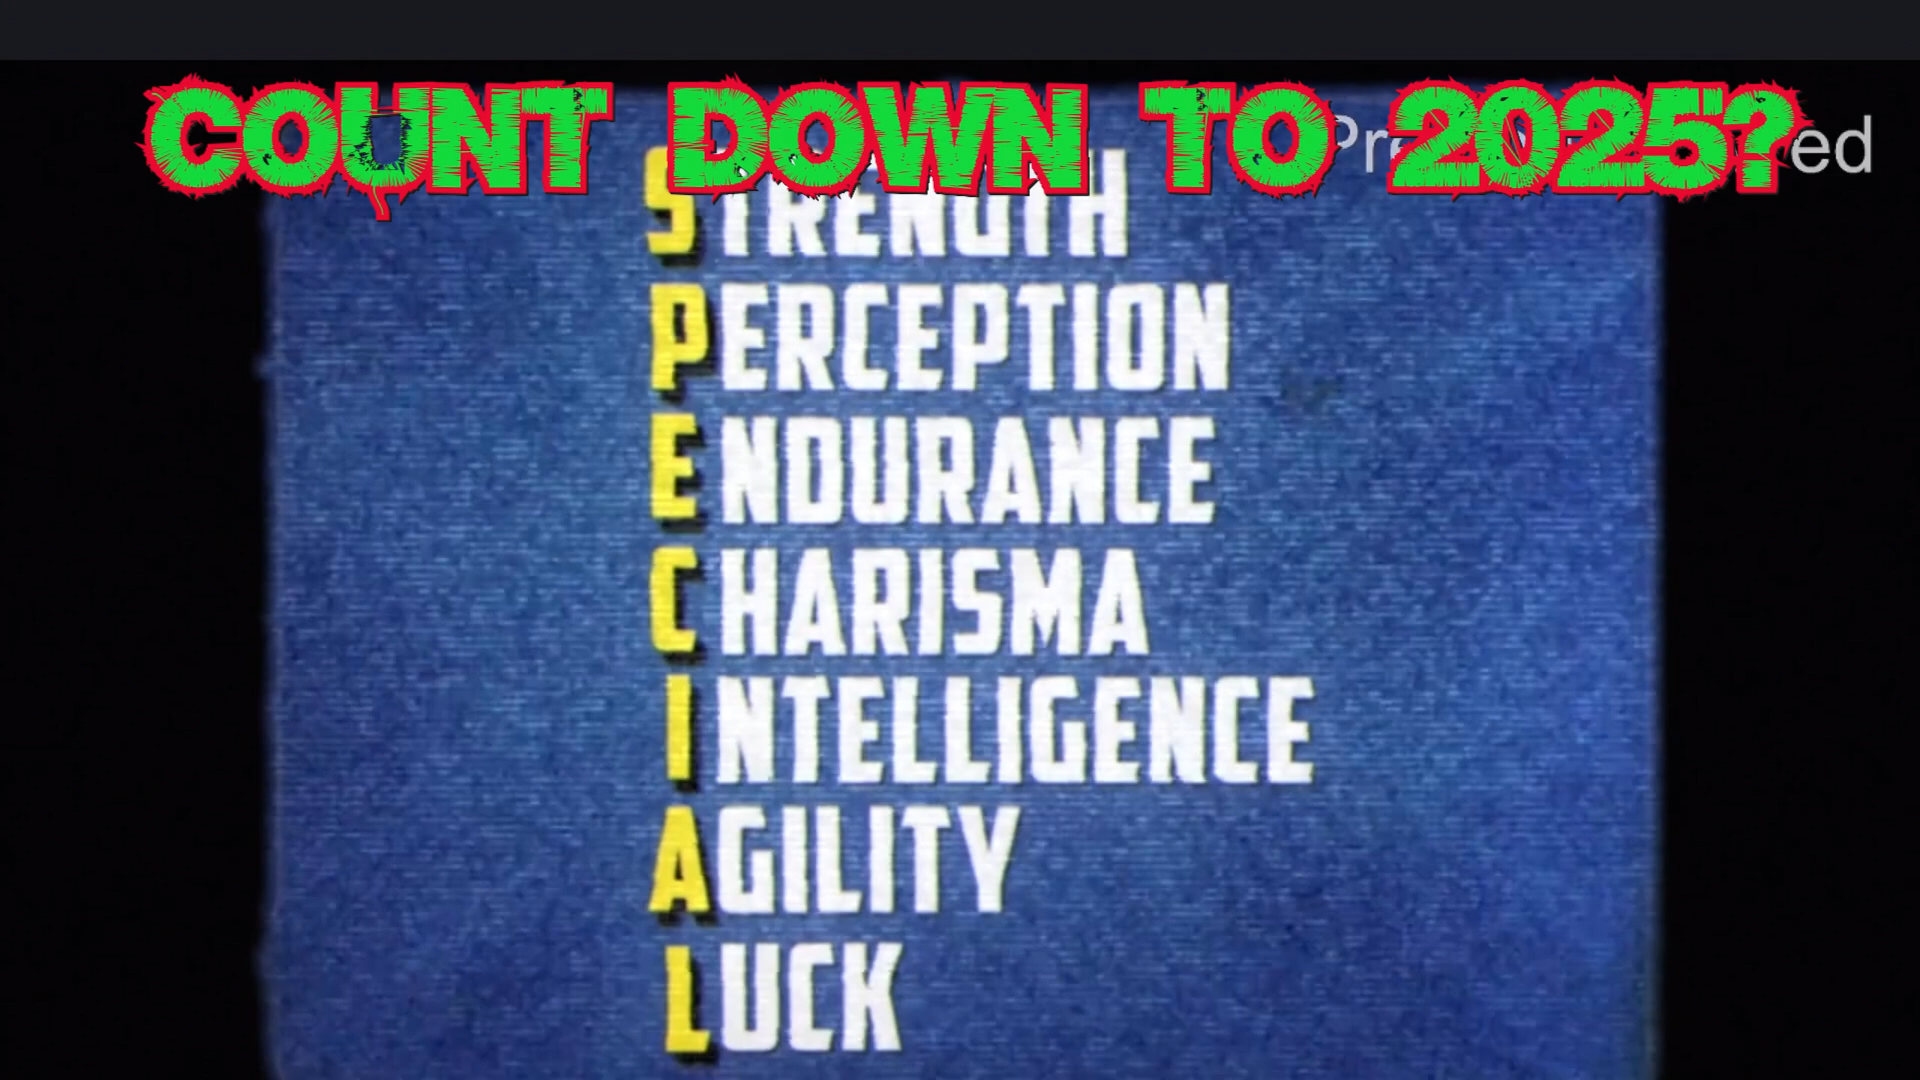 COUNT DOWN TO 2025?
STRENGTH
PERCEPTION
ENDURANCE
CHARISMA
INTELLIGENCE
AGILITY
LUCK